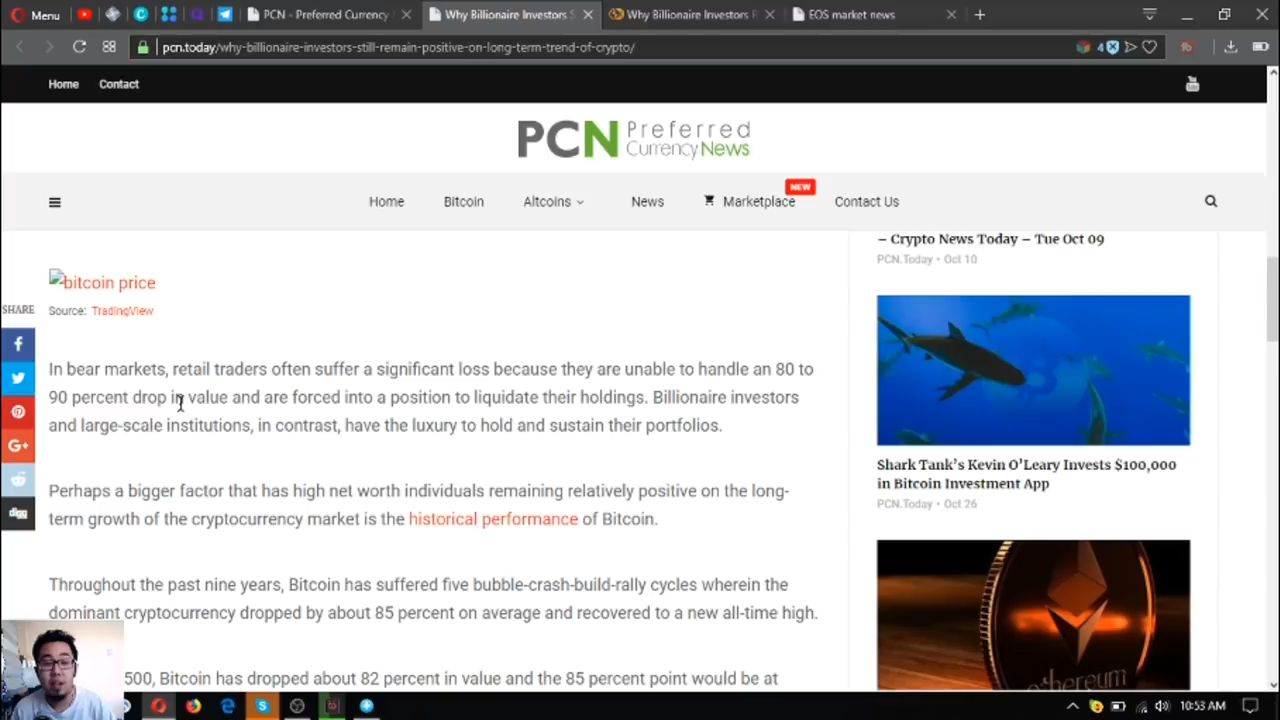 Menu
PCN - Preferred Currency
Why Billionaire Investors S
Why Billionaire Investors
EOS market news
pcn.today/why-billionaire-investors-still-remain-positive-on-long-term-trend-of-crypto/
4
Home
Contact
PCN Preferred
CurrencyNews
Home
Bitcoin
Altcoins
News
Marketplace
NEW
Contact Us
bitcoin price
Source: TradingView
SHARE
In bear markets, retail traders often suffer a significant loss because they are unable to handle an 80 to
90 percent drop in value and are forced into a position to liquidate their holdings. Billionaire investors
and large-scale institutions, in contrast, have the luxury to hold and sustain their portfolios.
Perhaps a bigger factor that has high net worth individuals remaining relatively positive on the long-
term growth of the cryptocurrency market is the historical performance of Bitcoin.
Throughout the past nine years, Bitcoin has suffered five bubble-crash-build-rally cycles wherein the
dominant cryptocurrency dropped by about 85 percent on average and recovered to a new all-time high.
500, Bitcoin has dropped about 82 percent in value and the 85 percent point would be at
– Crypto News Today – Tue Oct 09
PCN.Today • Oct 10
Shark Tank’s Kevin O’Leary Invests $100,000
in Bitcoin Investment App
PCN.Today • Oct 26
ethereum
digg
10:53 AM